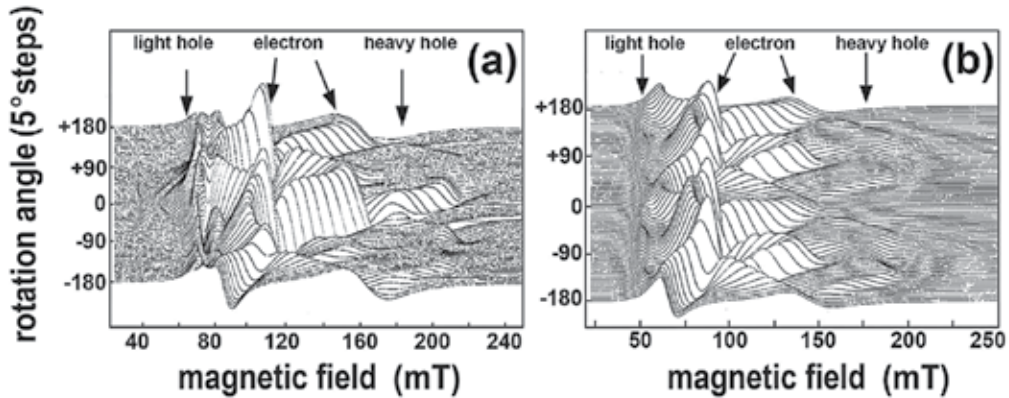 rotation angle (5° steps)
light hole electron heavy hole (a)
+180
+90
0
-90
-180
40 80 120 160 200 240
magnetic field (mT)
light hole electron heavy hole (b)
+180
+90
0
-90
-180
50 100 150 200 250
magnetic field (mT)